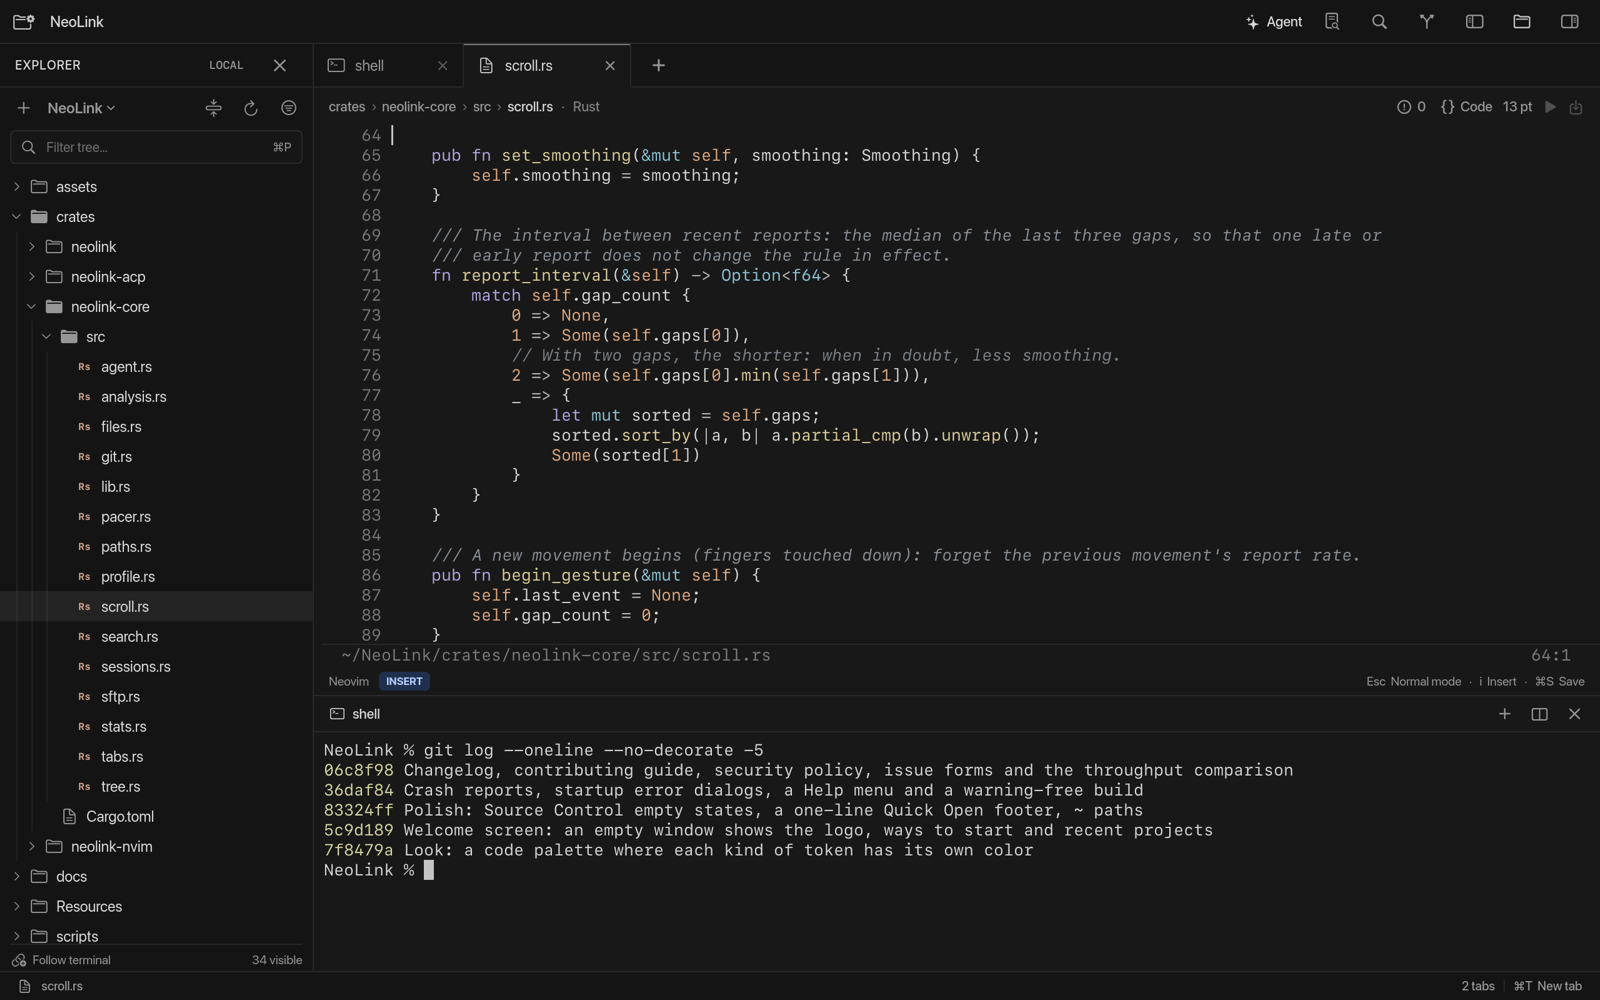 NeoLink
Agent
EXPLORER
LOCAL
shell
scroll.rs
NeoLink
Filter tree...
⌘P
assets
crates
neolink
neolink-acp
neolink-core
src
Rs agent.rs
Rs analysis.rs
Rs files.rs
Rs git.rs
Rs lib.rs
Rs pacer.rs
Rs paths.rs
Rs profile.rs
Rs scroll.rs
Rs search.rs
Rs sessions.rs
Rs sftp.rs
Rs stats.rs
Rs tabs.rs
Rs tree.rs
Cargo.toml
neolink-nvim
docs
Resources
scripts
Follow terminal 34 visible
crates › neolink-core › src › scroll.rs · Rust
0 {} Code 13 pt
64
65     pub fn set_smoothing(&mut self, smoothing: Smoothing) {
66         self.smoothing = smoothing;
67     }
68
69     /// The interval between recent reports: the median of the last three gaps, so that one late or
70     /// early report does not change the rule in effect.
71     fn report_interval(&self) -> Option<f64> {
72         match self.gap_count {
73             0 => None,
74             1 => Some(self.gaps[0]),
75             // With two gaps, the shorter: when in doubt, less smoothing.
76             2 => Some(self.gaps[0].min(self.gaps[1])),
77             _ => {
78                 let mut sorted = self.gaps;
79                 sorted.sort_by(|a, b| a.partial_cmp(b).unwrap());
80                 Some(sorted[1])
81             }
82         }
83     }
84
85     /// A new movement begins (fingers touched down): forget the previous movement's report rate.
86     pub fn begin_gesture(&mut self) {
87         self.last_event = None;
88         self.gap_count = 0;
89     }
~/NeoLink/crates/neolink-core/src/scroll.rs 64:1
Neovim INSERT
Esc Normal mode · i Insert · ⌘S Save
shell
NeoLink % git log --oneline --no-decorate -5
06c8f98 Changelog, contributing guide, security policy, issue forms and the throughput comparison
36daf84 Crash reports, startup error dialogs, a Help menu and a warning-free build
83324ff Polish: Source Control empty states, a one-line Quick Open footer, ~ paths
5c9d189 Welcome screen: an empty window shows the logo, ways to start and recent projects
7f8479a Look: a code palette where each kind of token has its own color
NeoLink %
scroll.rs
2 tabs ⌘T New tab